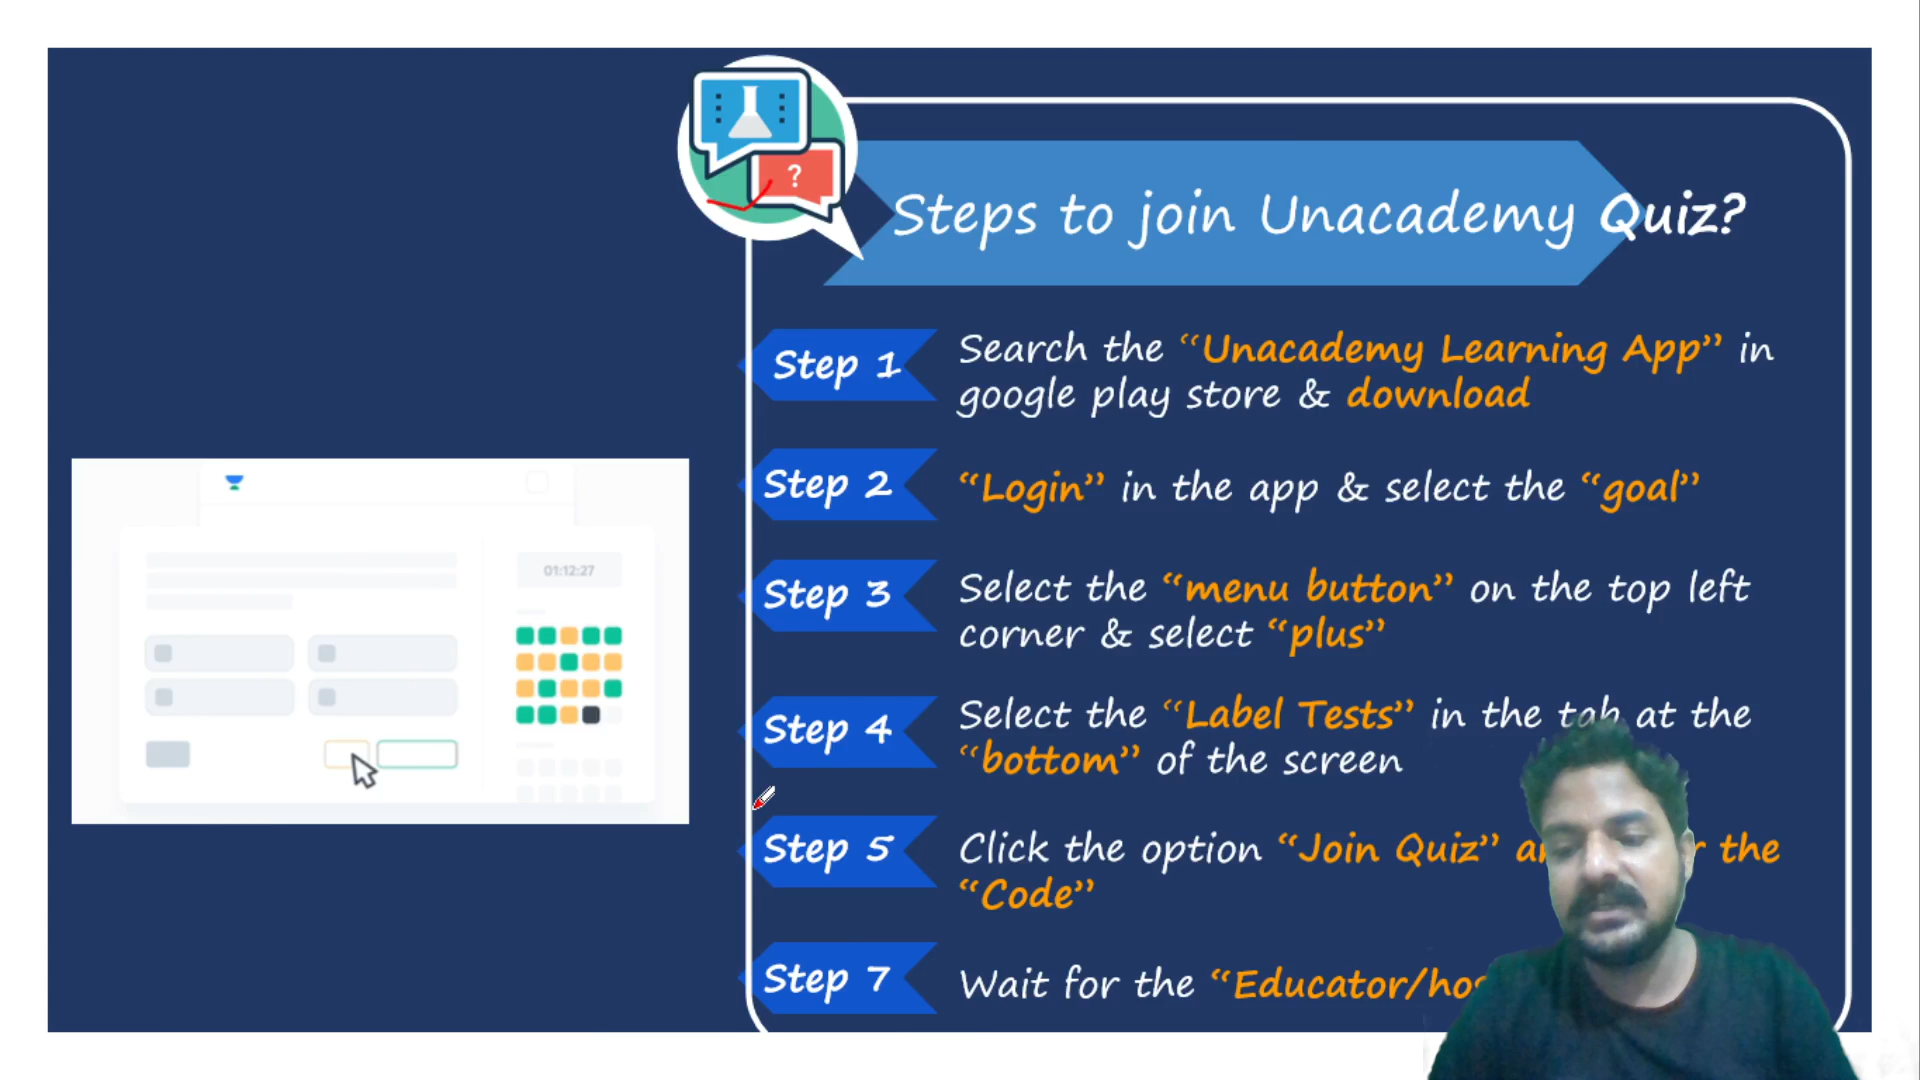 ?
Steps to join Unacademy Quiz?
Step 1
Search the “Unacademy Learning App” in
google play store & download
Step 2
“Login” in the app & select the “goal”
01:12:27
Step 3
Select the “menu button” on the top left
corner & select “plus”
Step 4
Select the “Label Tests” in the tab at the
“bottom” of the screen
Step 5
Click the option “Join Quiz” the
“Code”
Step 7
Wait for the